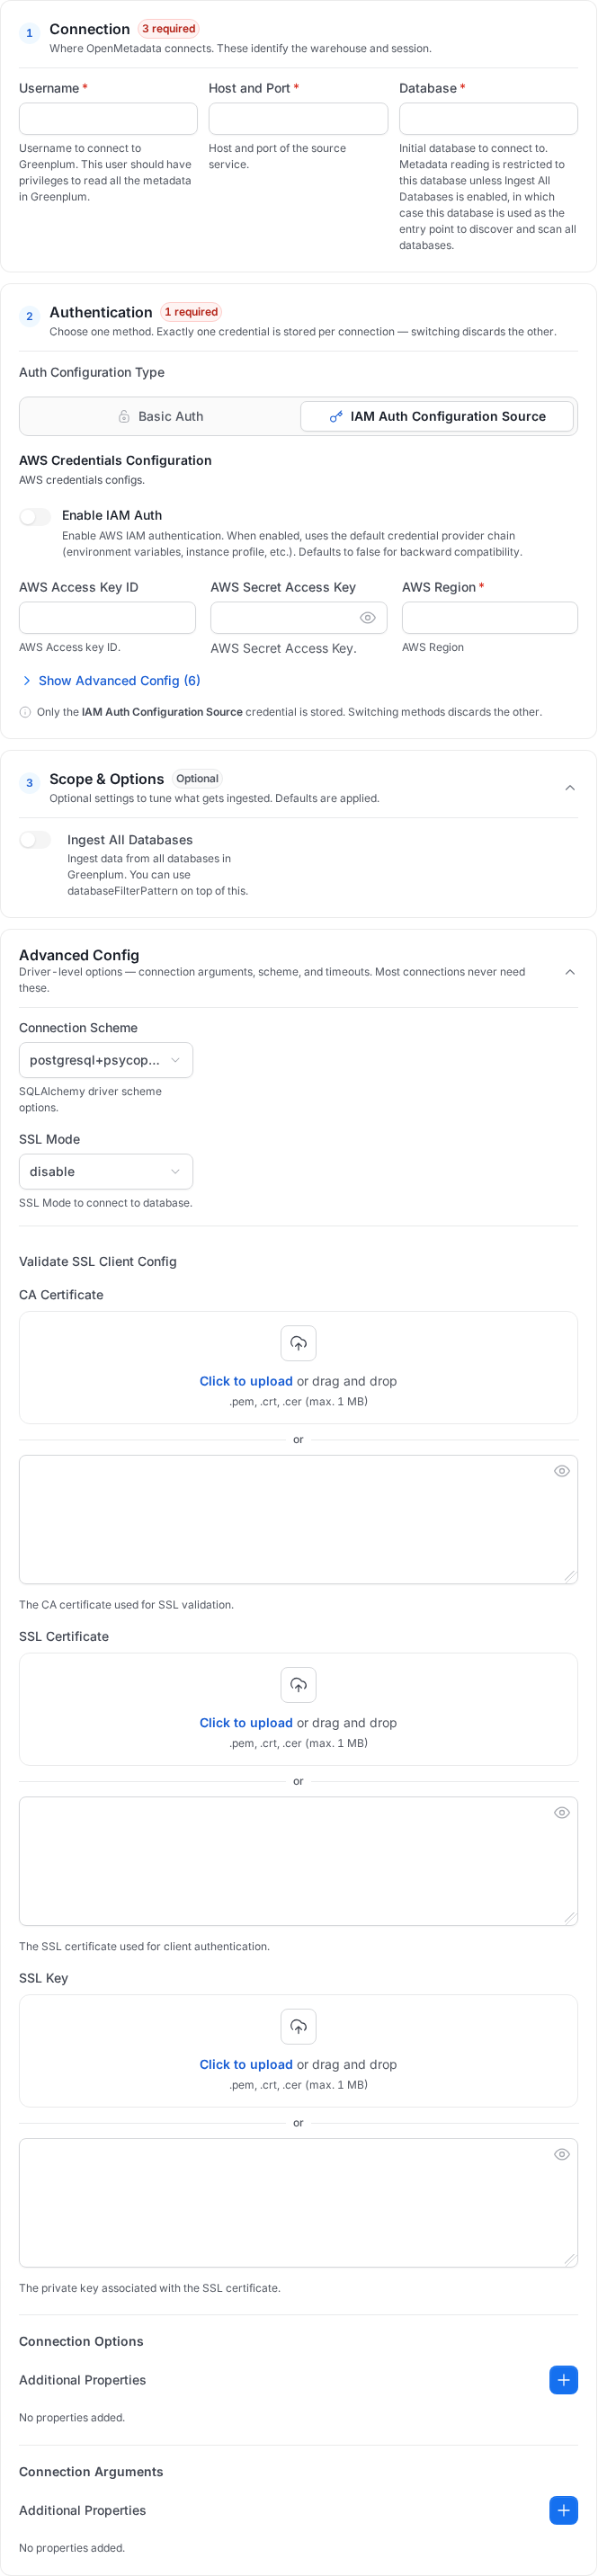 1 Connection 3 required
Where OpenMetadata connects. These identify the warehouse and session.
Username * Host and Port * Database *
Username to connect to
Greenplum. This user should have
privileges to read all the metadata
in Greenplum.
Host and port of the source
service.
Initial database to connect to.
Metadata reading is restricted to
this database unless Ingest All
Databases is enabled, in which
case this database is used as the
entry point to discover and scan all
databases.
2 Authentication 1 required
Choose one method. Exactly one credential is stored per connection — switching discards the other.
Auth Configuration Type
Basic Auth IAM Auth Configuration Source
AWS Credentials Configuration
AWS credentials configs.
Enable IAM Auth
Enable AWS IAM authentication. When enabled, uses the default credential provider chain
(environment variables, instance profile, etc.). Defaults to false for backward compatibility.
AWS Access Key ID AWS Secret Access Key AWS Region *
AWS Access key ID. AWS Secret Access Key. AWS Region
Show Advanced Config (6)
Only the IAM Auth Configuration Source credential is stored. Switching methods discards the other.
3 Scope & Options Optional
Optional settings to tune what gets ingested. Defaults are applied.
Ingest All Databases
Ingest data from all databases in
Greenplum. You can use
databaseFilterPattern on top of this.
Advanced Config
Driver-level options — connection arguments, scheme, and timeouts. Most connections never need
these.
Connection Scheme
postgresql+psycop...
SQLAlchemy driver scheme
options.
SSL Mode
disable
SSL Mode to connect to database.
Validate SSL Client Config
CA Certificate
Click to upload or drag and drop
.pem, .crt, .cer (max. 1 MB)
or
The CA certificate used for SSL validation.
SSL Certificate
Click to upload or drag and drop
.pem, .crt, .cer (max. 1 MB)
or
The SSL certificate used for client authentication.
SSL Key
Click to upload or drag and drop
.pem, .crt, .cer (max. 1 MB)
or
The private key associated with the SSL certificate.
Connection Options
Additional Properties
No properties added.
Connection Arguments
Additional Properties
No properties added.